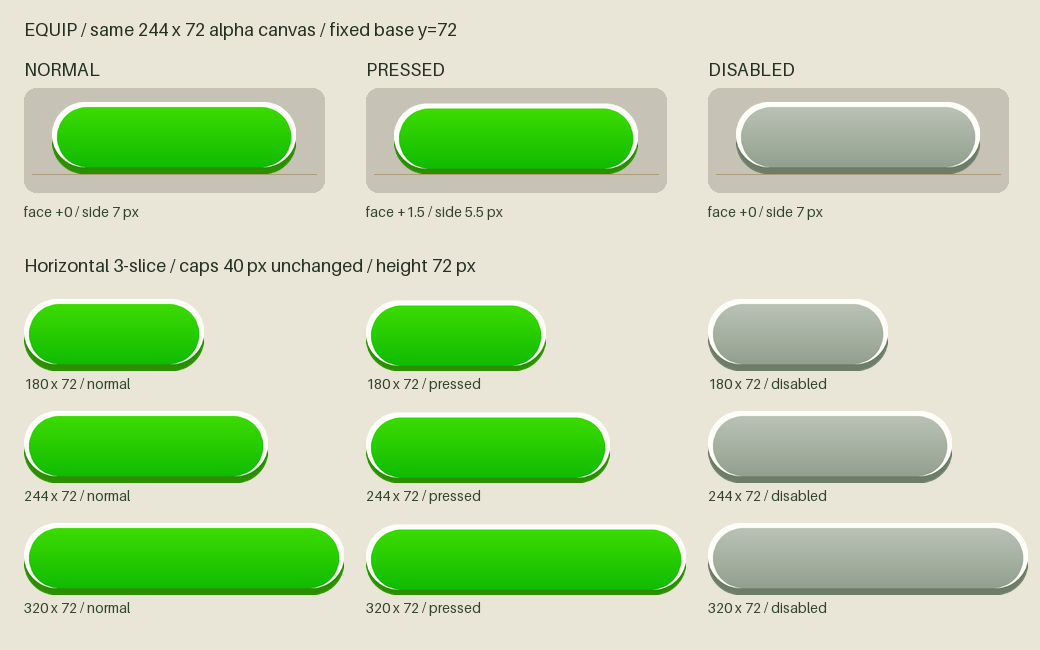 EQUIP / same 244 x 72 alpha canvas / fixed base y=72
NORMAL PRESSED DISABLED
face +0 / side 7 px face +1.5 / side 5.5 px face +0 / side 7 px
Horizontal 3-slice / caps 40 px unchanged / height 72 px
180 x 72 / normal 180 x 72 / pressed 180 x 72 / disabled
244 x 72 / normal 244 x 72 / pressed 244 x 72 / disabled
320 x 72 / normal 320 x 72 / pressed 320 x 72 / disabled